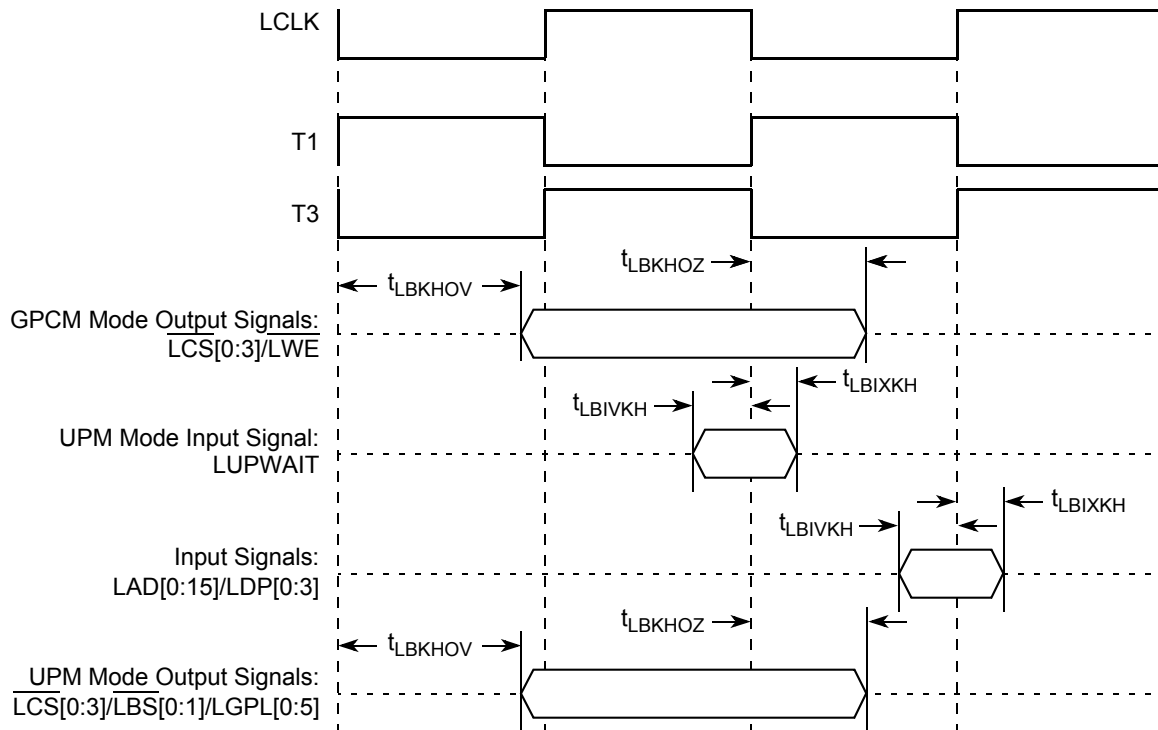 LCLK
T1
T3
tLBKHOZ
tLBKHOV
GPCM Mode Output Signals:
LCS[0:3]/LWE
tLBIXKH
tLBIVKH
UPM Mode Input Signal:
LUPWAIT
tLBIXKH
tLBIVKH
Input Signals:
LAD[0:15]/LDP[0:3]
tLBKHOZ
tLBKHOV
UPM Mode Output Signals:
LCS[0:3]/LBS[0:1]/LGPL[0:5]